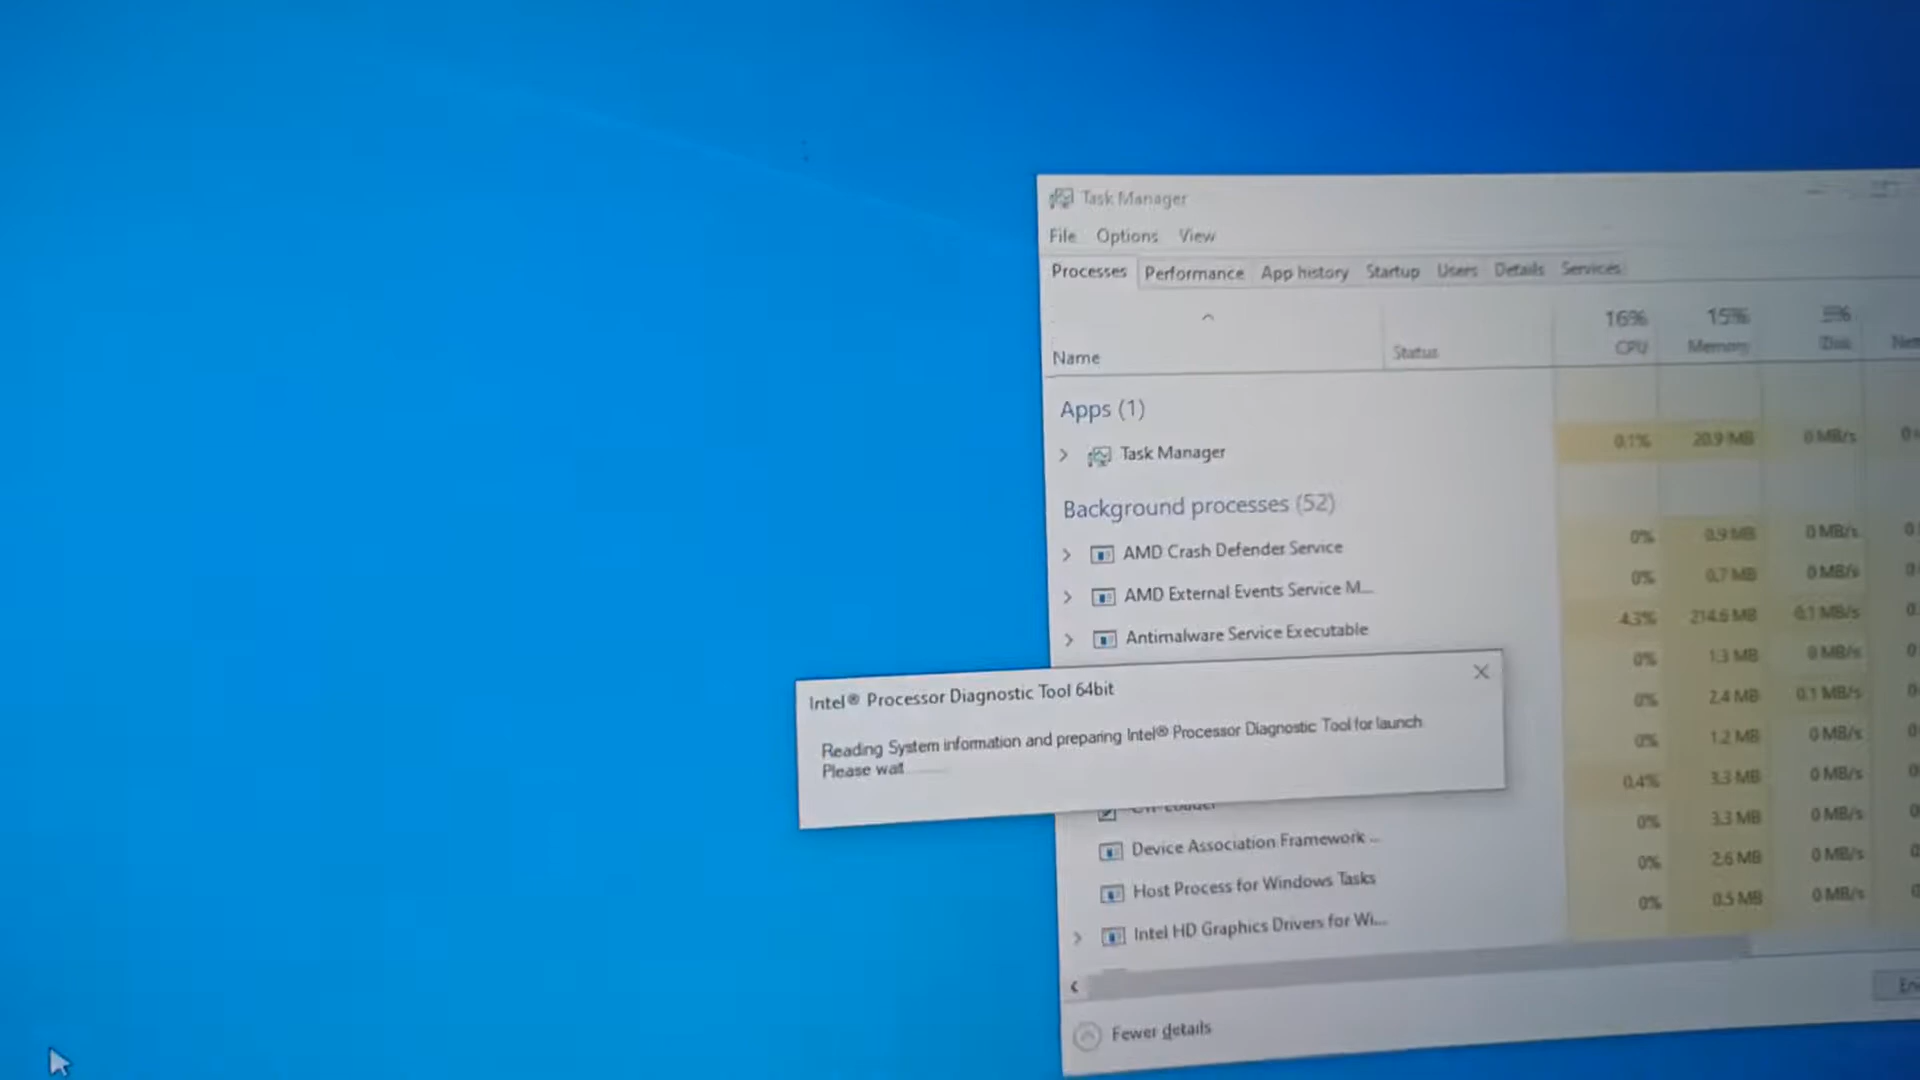 Task Manager
File Options View
Processes Performance App history Startup Users Details Services
16% 15% 5%
Name Status CPU Memory Disk
Apps (1)
Task Manager 0.1% 20.9 MB 0 MB/s
Background processes (52)
AMD Crash Defender Service 0% 0.9 MB 0 MB/s
AMD External Events Service M... 0% 0.7 MB 0 MB/s
Antimalware Service Executable 4.3% 214.6 MB 0.1 MB/s
0% 1.3 MB 0 MB/s
Intel® Processor Diagnostic Tool 64bit
0% 2.4 MB 0.1 MB/s
Reading System information and preparing Intel® Processor Diagnostic Tool for launch
Please wait
0% 1.2 MB 0 MB/s
0.4% 3.3 MB 0 MB/s
0% 3.3 MB 0 MB/s
Device Association Framework ... 0% 2.6 MB 0 MB/s
Host Process for Windows Tasks 0% 0.5 MB 0 MB/s
Intel HD Graphics Drivers for Wi...
Fewer details